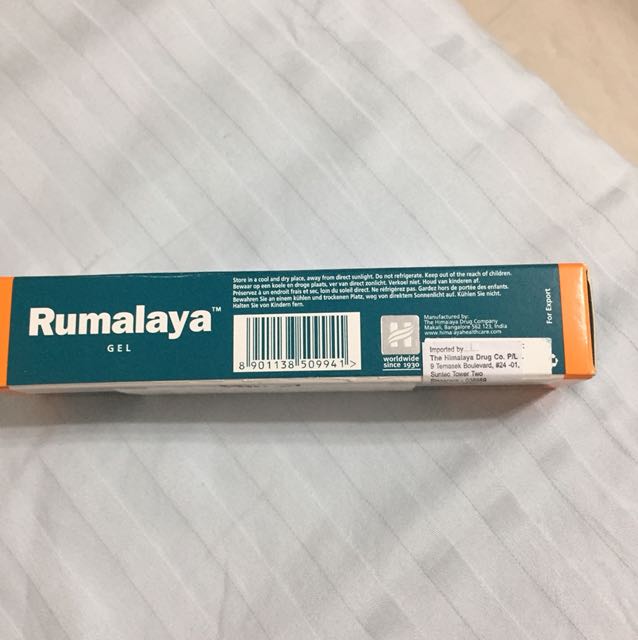 Rumalaya™
GEL
Store in a cool and dry place, away from direct sunlight. Do not refrigerate. Keep out of the reach of children.
Bewaar op een koele en droge plaats, ver van direct zonlicht. Verkoel niet. Houd van kinderen af
Préservez à un endroit frais et sec, loin du soleil direct. Ne réfrigérez pas. Gardez hors de portée des enfants.
Bewahren Sie an einem kühlen und trockenen Platz, weg von direktem Sonnenlicht auf. Kühlen Sie nicht.
Halten Sie von Kindern fern.
8 901138 509941 >
H
worldwide
since 1930
Manufactured by:
The Himalaya Drug Company
Makali, Bangalore 562 123, India
www.himalayahealthcare.com
Imported by
The Himalaya Drug Co. P/L
9 Temasek Boulevard, #24 -01,
Suntec Tower Two
For Export